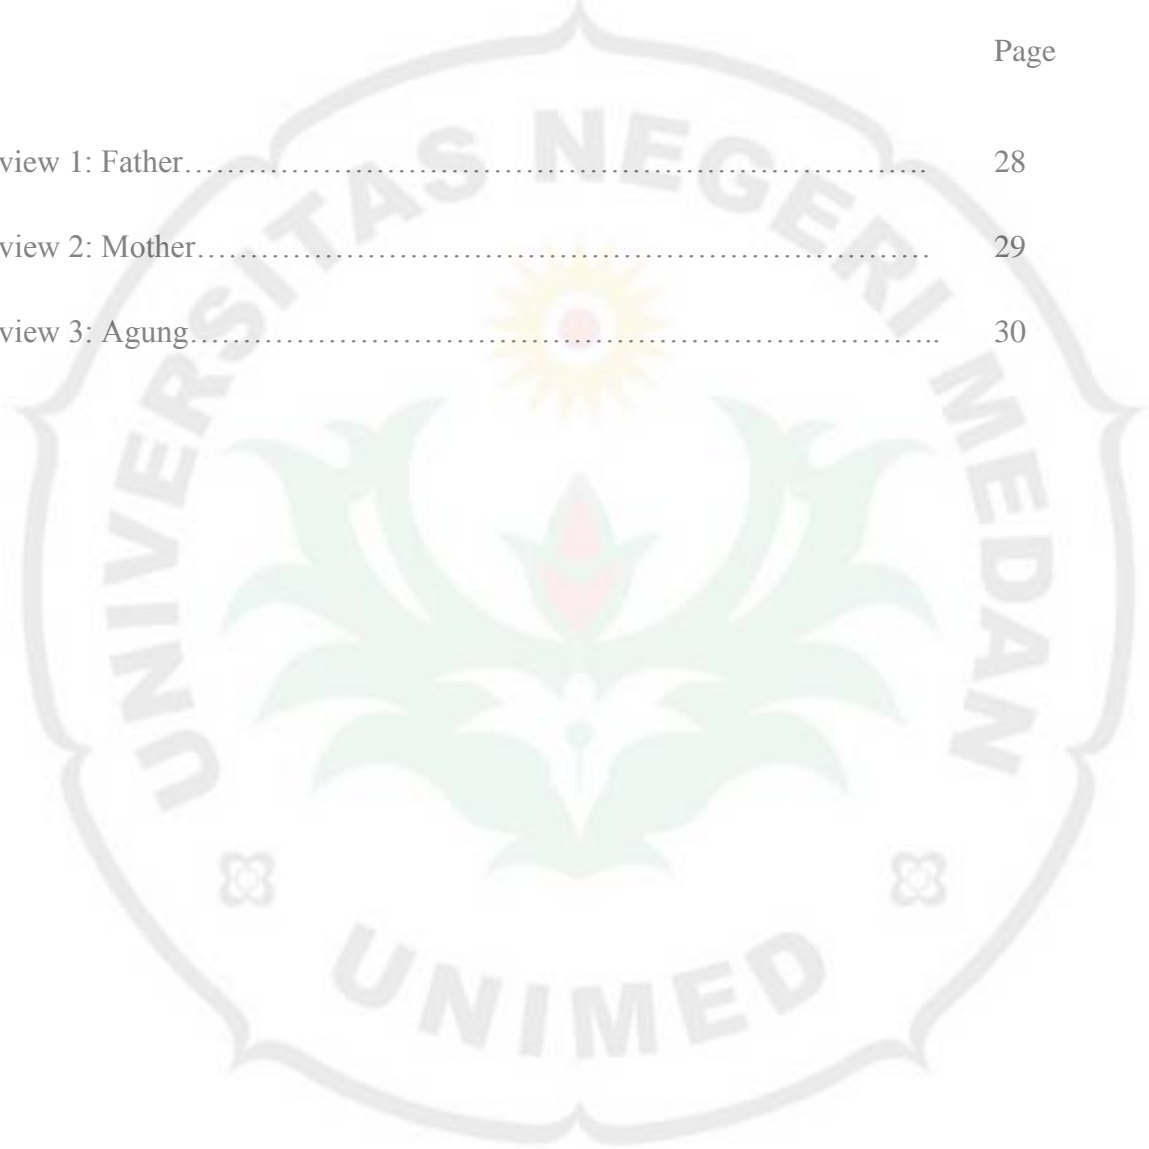 Page
view 1: Father…………………………………………………………….. 28
view 2: Mother…………………………………………………………… 29
view 3: Agung…………………………………………………………….. 30
UNIVERSITAS NEGERI MEDAN
UNIMED